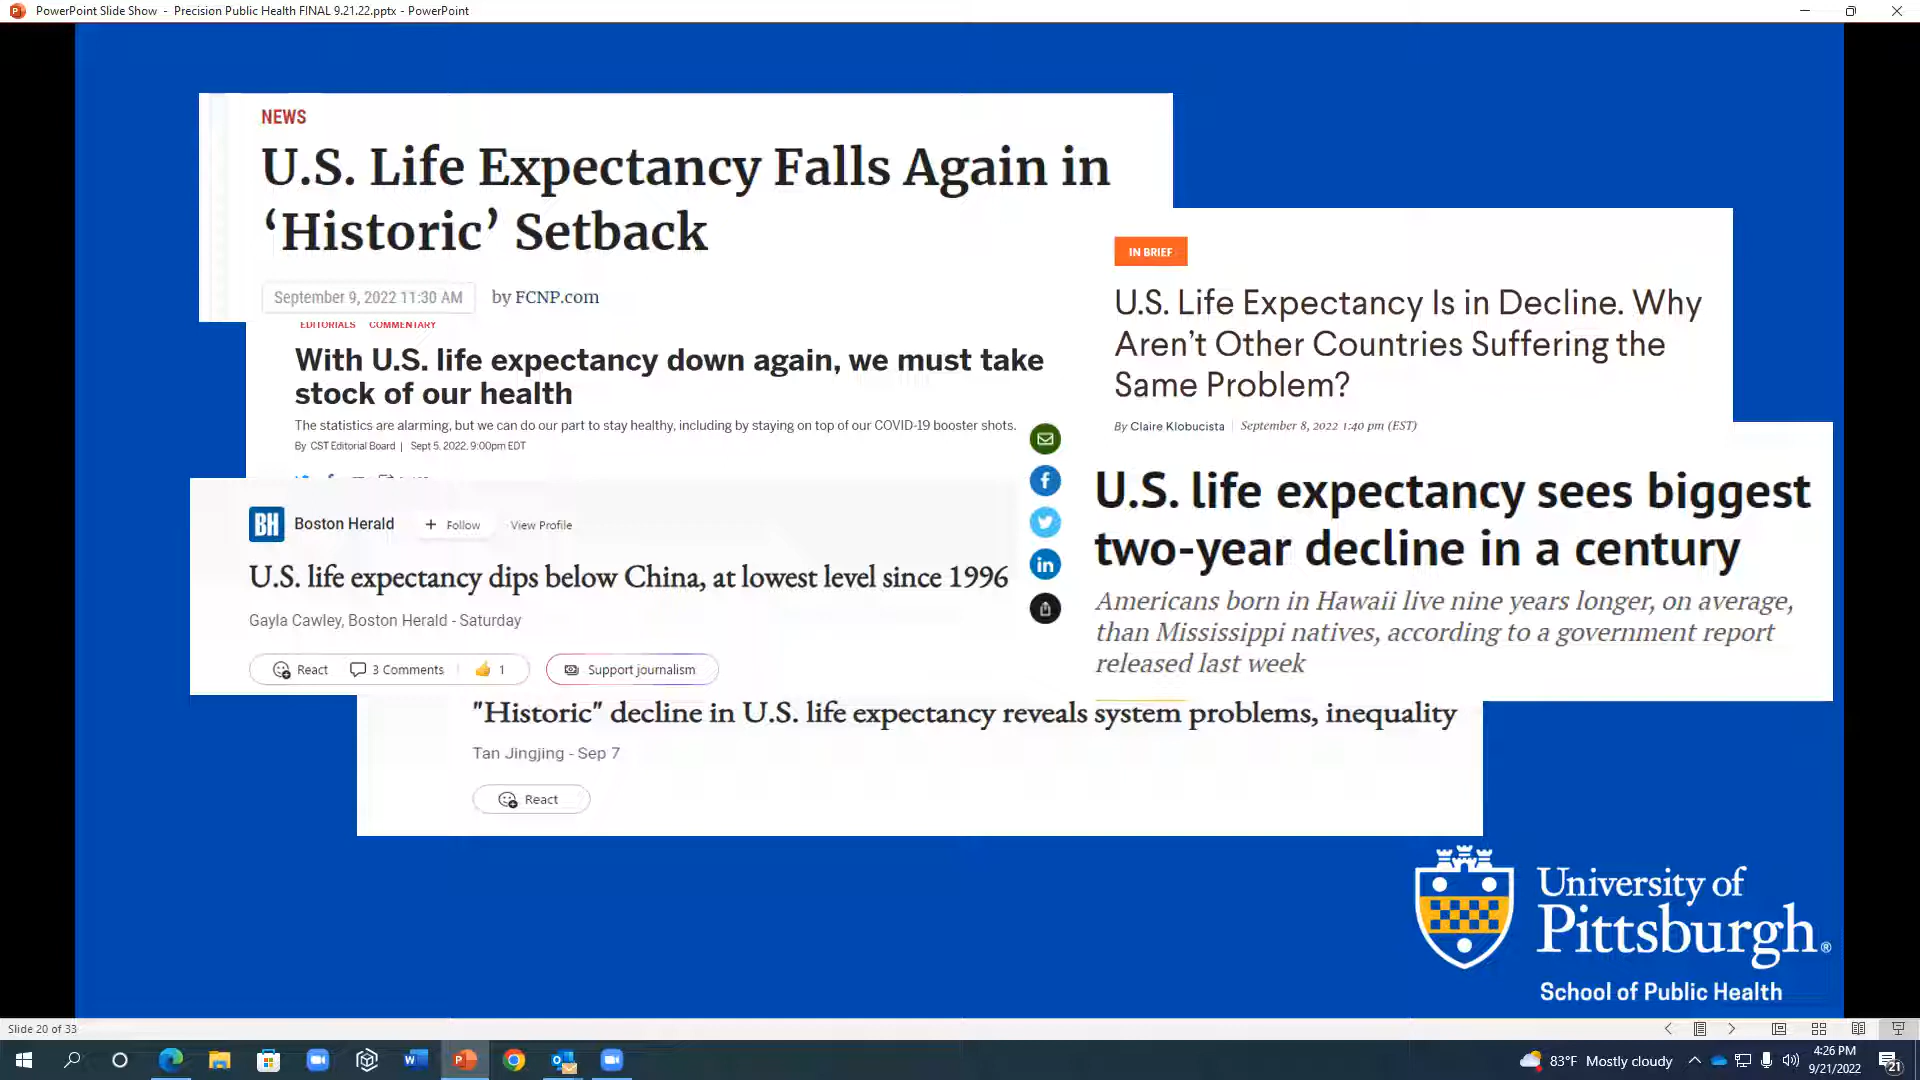 PowerPoint Slide Show - Precision Public Health FINAL 9.21.22.pptx - PowerPoint
NEWS
U.S. Life Expectancy Falls Again in
‘Historic’ Setback
September 9, 2022 11:30 AM by FCNP.com
EDITORIALS COMMENTARY
With U.S. life expectancy down again, we must take
stock of our health
The statistics are alarming, but we can do our part to stay healthy, including by staying on top of our COVID-19 booster shots.
By CST Editorial Board | Sept 5, 2022, 9:00pm EDT
IN BRIEF
U.S. Life Expectancy Is in Decline. Why
Aren’t Other Countries Suffering the
Same Problem?
By Claire Klobucista | September 8, 2022 1:40 pm (EST)
BH Boston Herald + Follow View Profile
U.S. life expectancy dips below China, at lowest level since 1996
Gayla Cawley, Boston Herald - Saturday
React 3 Comments 1 Support journalism
U.S. life expectancy sees biggest
two-year decline in a century
Americans born in Hawaii live nine years longer, on average,
than Mississippi natives, according to a government report
released last week
"Historic" decline in U.S. life expectancy reveals system problems, inequality
Tan Jingjing - Sep 7
React
University of
Pittsburgh®
School of Public Health
Slide 20 of 33
83°F Mostly cloudy
4:26 PM
9/21/2022
21